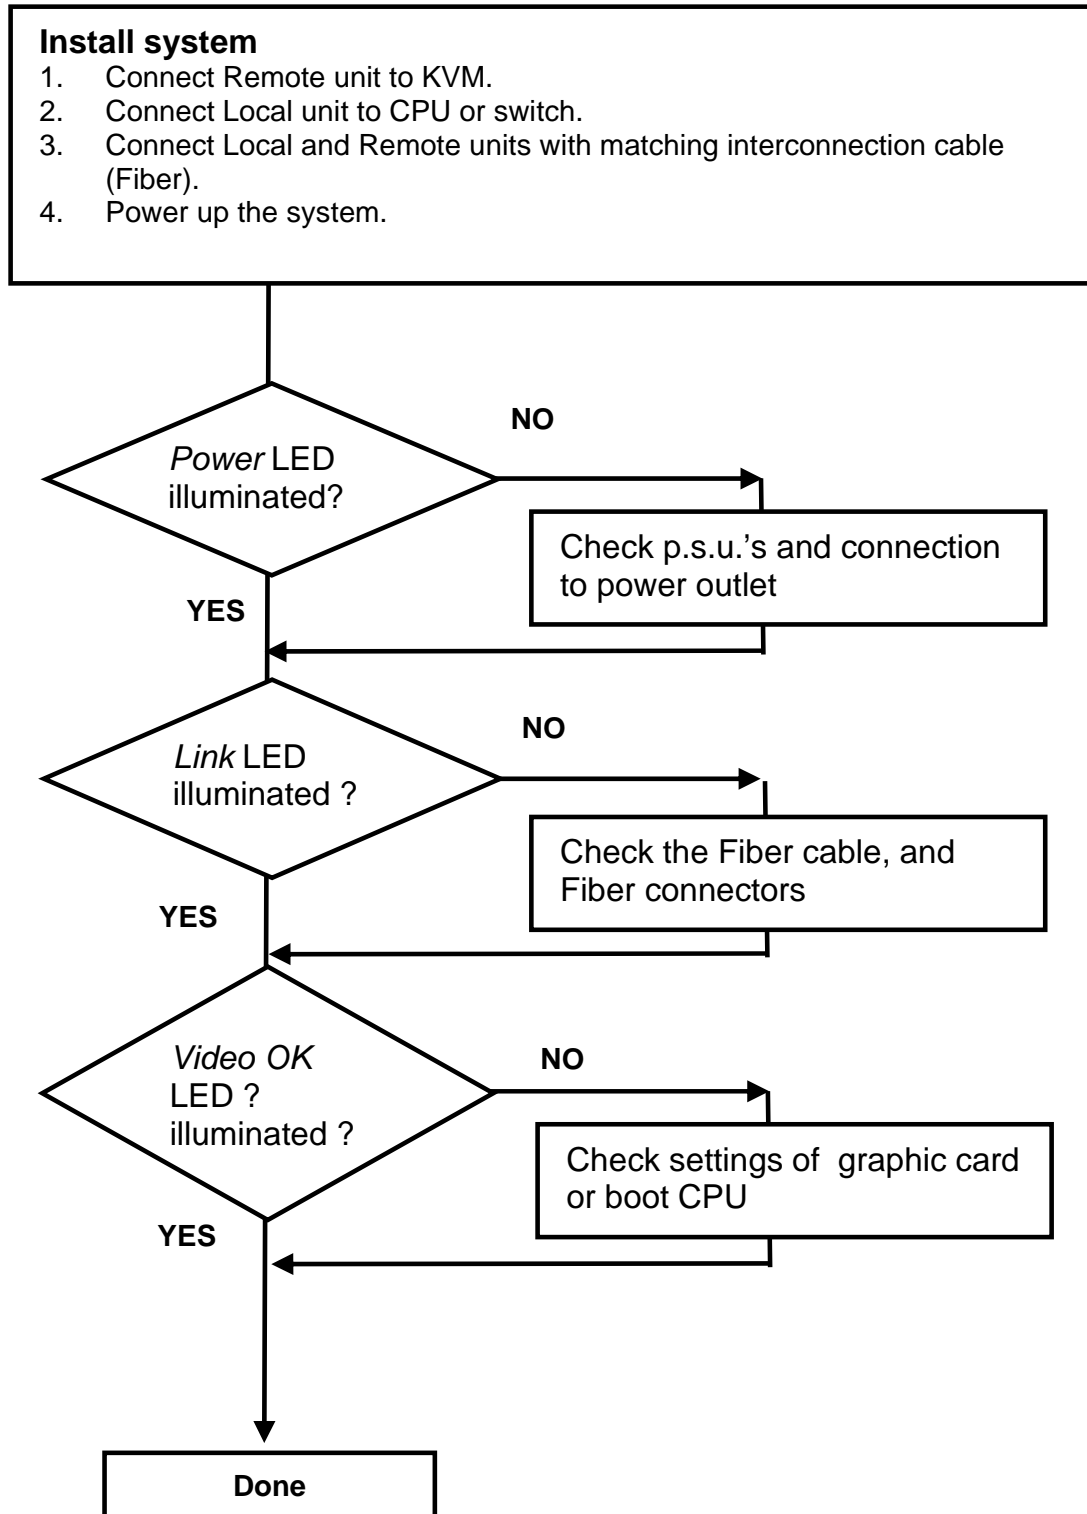 Install system
1. Connect Remote unit to KVM.
2. Connect Local unit to CPU or switch.
3. Connect Local and Remote units with matching interconnection cable
(Fiber).
4. Power up the system.
NO
Power LED
illuminated?
Check p.s.u.’s and connection
to power outlet
YES
NO
Link LED
illuminated ?
Check the Fiber cable, and
Fiber connectors
YES
NO
Video OK
LED ?
illuminated ?
Check settings of  graphic card
or boot CPU
YES
Done